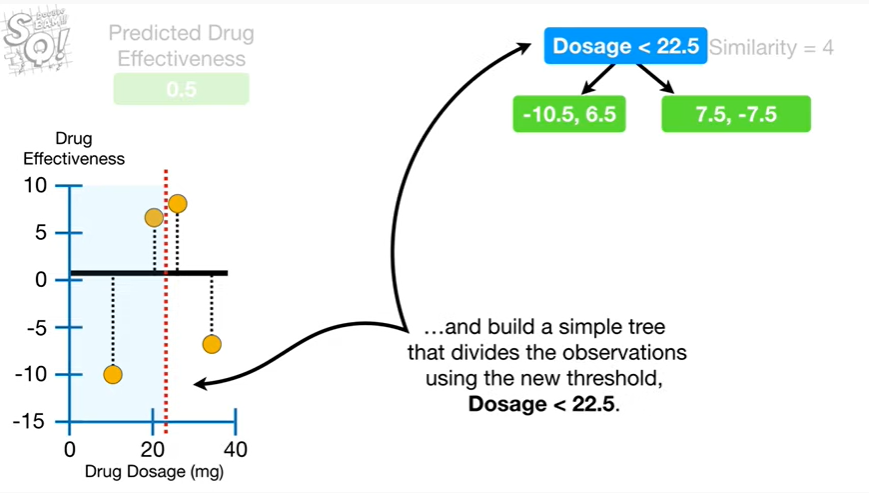 SQ!
Predicted Drug
Effectiveness
0.5
Dosage < 22.5
Similarity = 4
-10.5, 6.5
7.5, -7.5
Drug
Effectiveness
10
5
0
-5
-10
-15
0
20
40
Drug Dosage (mg)
…and build a simple tree
that divides the observations
using the new threshold,
Dosage < 22.5.